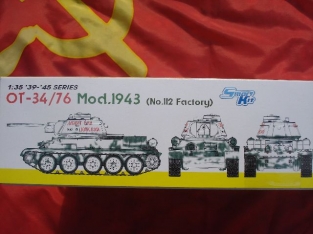 1:35 '39-'45 SERIES
OT-34/76 Mod.1943 (No.112 Factory)
Smart Kit